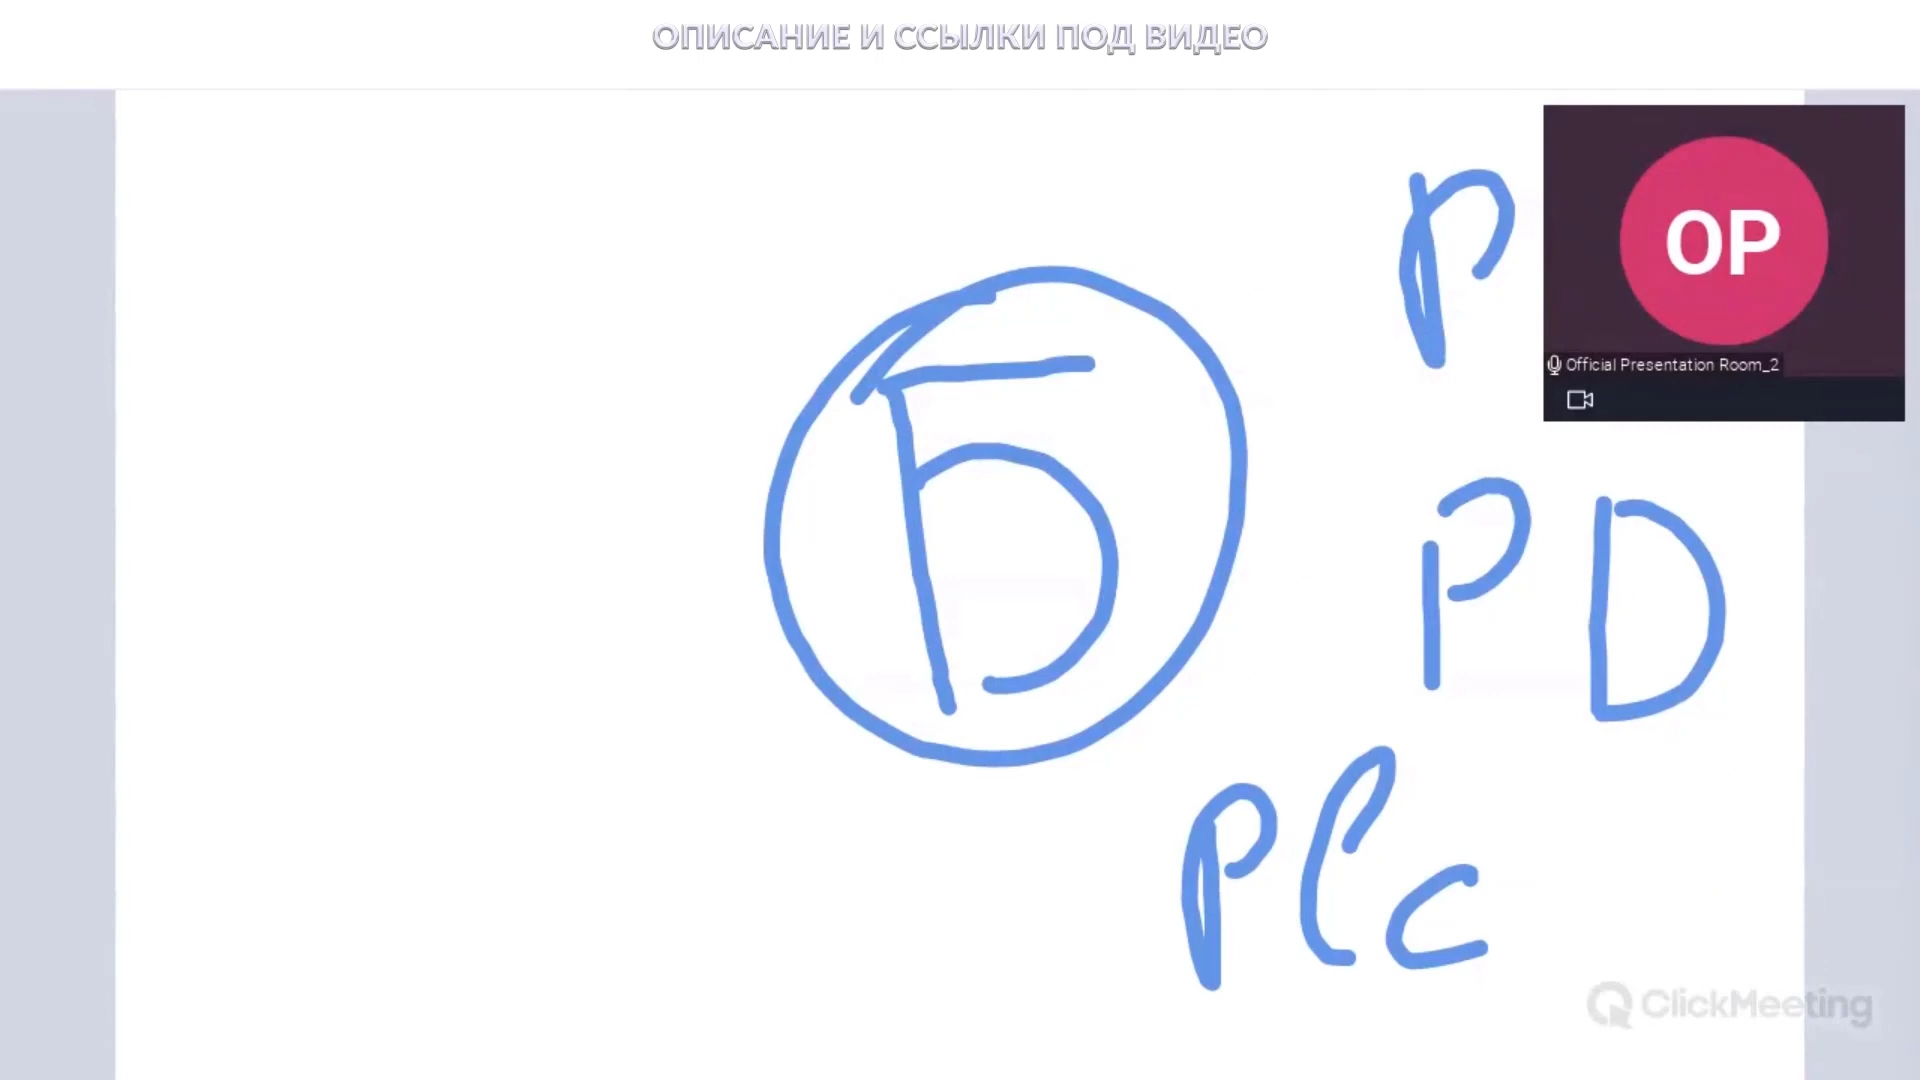 ОПИСАНИЕ И ССЫЛКИ ПОД ВИДЕО
P
OP
Official Presentation Room_2
Б
PD
Plc
ClickMeeting